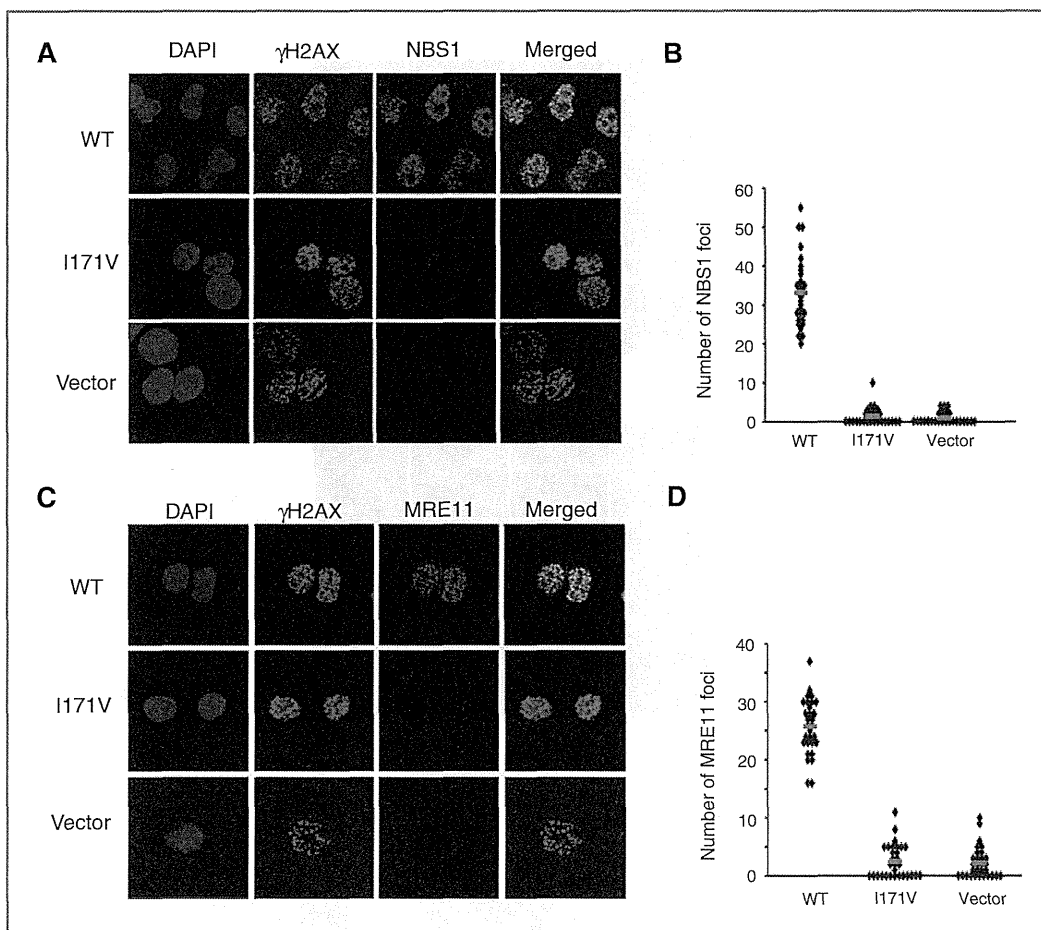 A
DAPI γH2AX NBS1 Merged
WT
I171V
Vector
B
Number of NBS1 foci
60
50
40
30
20
10
0
WT I171V Vector
C
DAPI γH2AX MRE11 Merged
WT
I171V
Vector
D
Number of MRE11 foci
40
30
20
10
0
WT I171V Vector